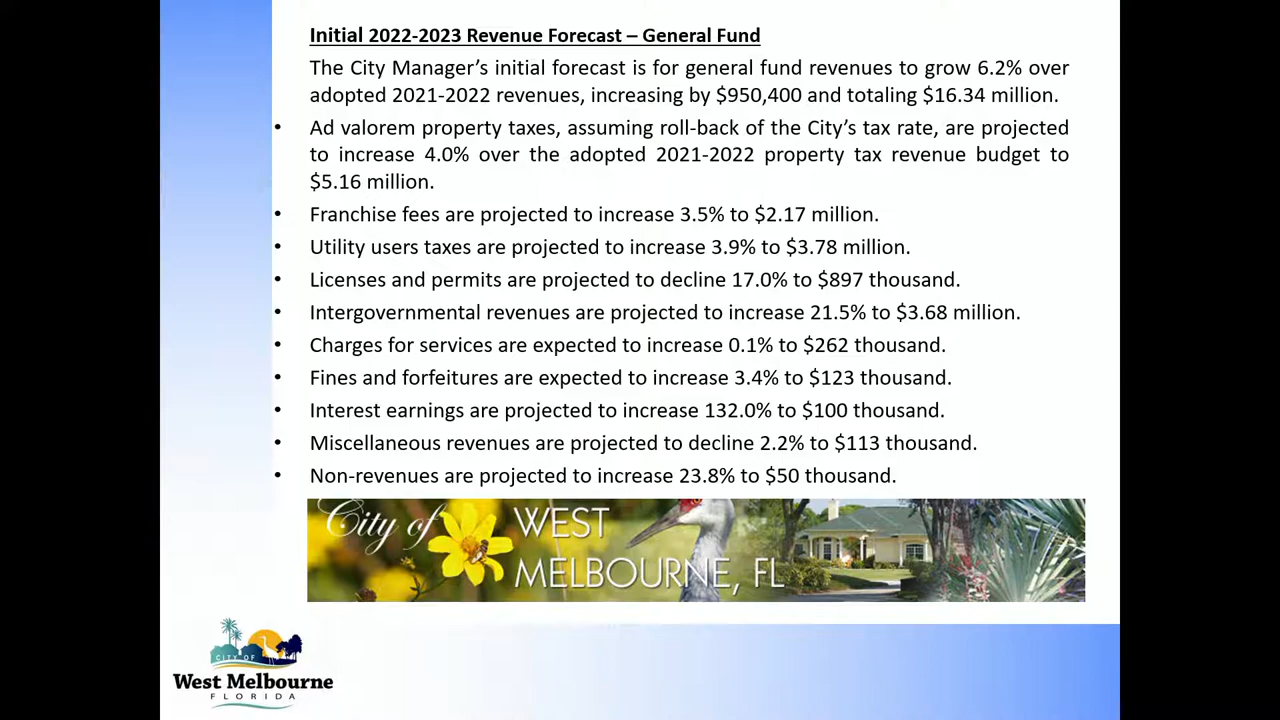 Initial 2022-2023 Revenue Forecast – General Fund
The City Manager's initial forecast is for general fund revenues to grow 6.2% over
adopted 2021-2022 revenues, increasing by $950,400 and totaling $16.34 million.
• Ad valorem property taxes, assuming roll-back of the City's tax rate, are projected
to increase 4.0% over the adopted 2021-2022 property tax revenue budget to
$5.16 million.
• Franchise fees are projected to increase 3.5% to $2.17 million.
• Utility users taxes are projected to increase 3.9% to $3.78 million.
• Licenses and permits are projected to decline 17.0% to $897 thousand.
• Intergovernmental revenues are projected to increase 21.5% to $3.68 million.
• Charges for services are expected to increase 0.1% to $262 thousand.
• Fines and forfeitures are expected to increase 3.4% to $123 thousand.
• Interest earnings are projected to increase 132.0% to $100 thousand.
• Miscellaneous revenues are projected to decline 2.2% to $113 thousand.
• Non-revenues are projected to increase 23.8% to $50 thousand.
City of WEST
MELBOURNE, FL
CITY OF
West Melbourne
FLORIDA